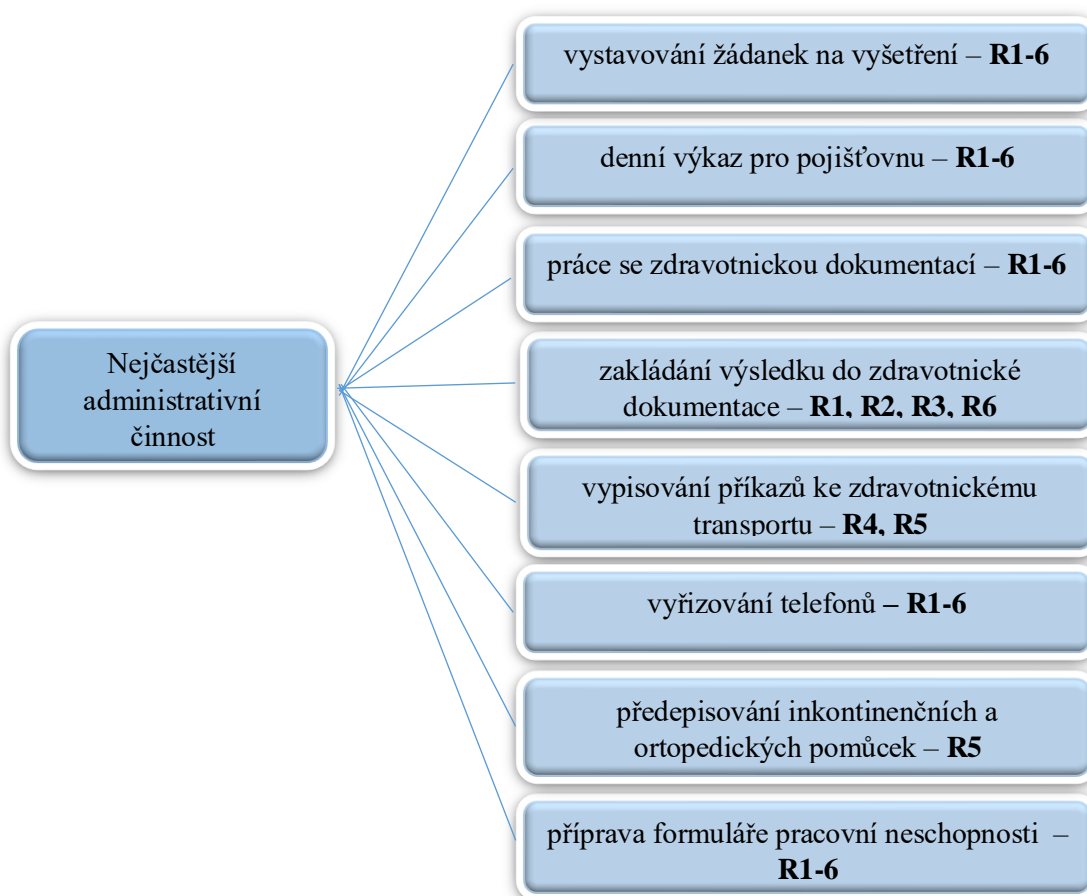 vystavování žádanek na vyšetření – R1-6
denní výkaz pro pojišťovnu – R1-6
práce se zdravotnickou dokumentací – R1-6
Nejčastější
administrativní
činnost
zakládání výsledku do zdravotnické
dokumentace – R1, R2, R3, R6
vypisování příkazů ke zdravotnickému
transportu – R4, R5
vyřizování telefonů – R1-6
předepisování inkontinenčních a
ortopedických pomůcek – R5
příprava formuláře pracovní neschopnosti –
R1-6